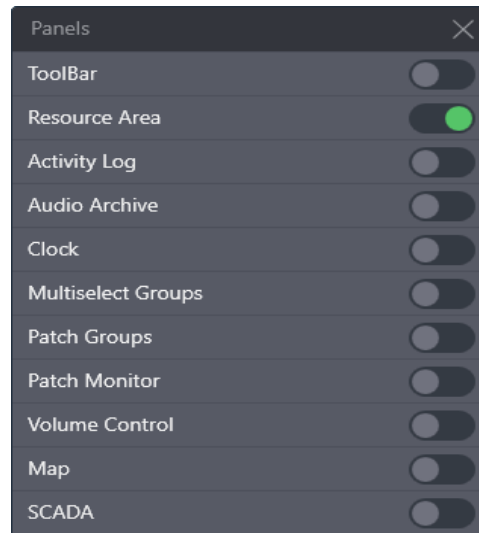 Panels
ToolBar
Resource Area
Activity Log
Audio Archive
Clock
Multiselect Groups
Patch Groups
Patch Monitor
Volume Control
Map
SCADA